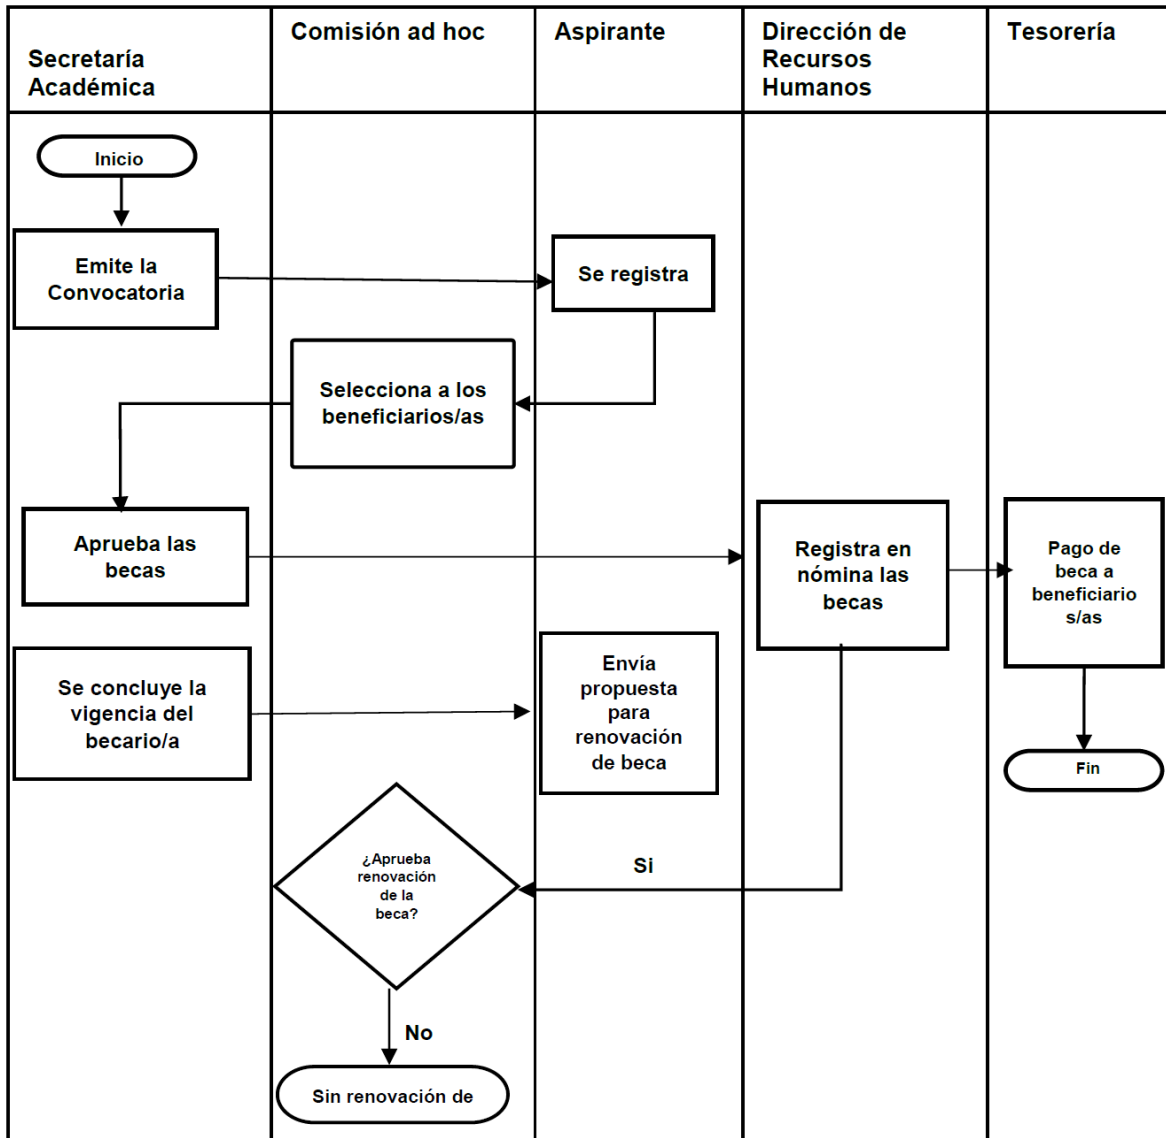 Secretaría
Académica
Comisión ad hoc
Aspirante
Dirección de
Recursos
Humanos
Tesorería
Inicio
Emite la
Convocatoria
Se registra
Selecciona a los
beneficiarios/as
Aprueba las
becas
Registra en
nómina las
becas
Pago de
beca a
beneficiario
s/as
Se concluye la
vigencia del
becario/a
Envía
propuesta
para
renovación
de beca
Fin
¿Aprueba
renovación
de la
beca?
Si
No
Sin renovación de